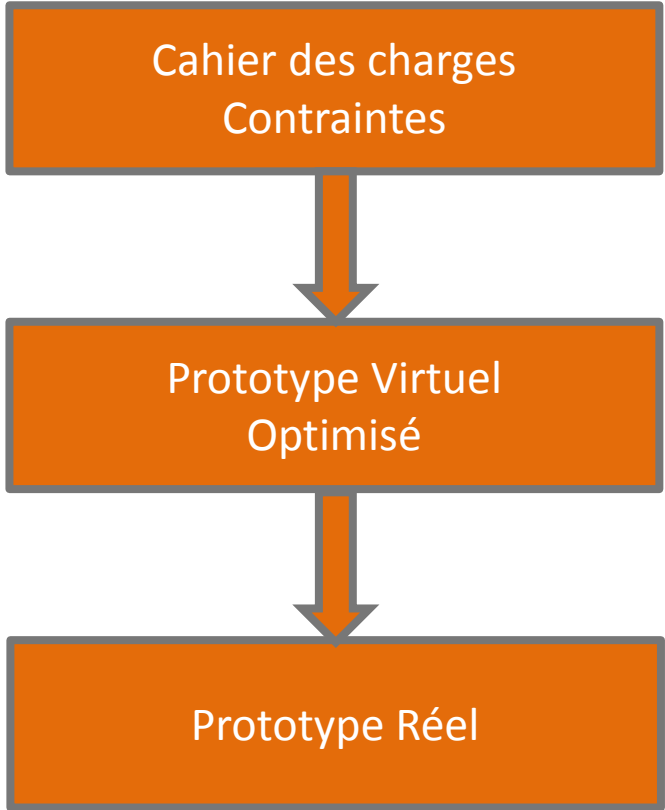 Cahier des charges
Contraintes
Prototype Virtuel
Optimisé
Prototype Réel